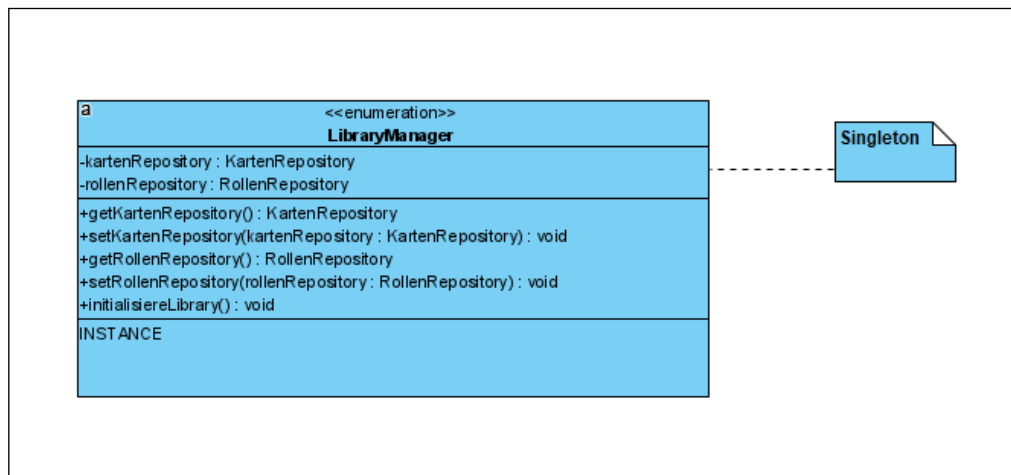 a
<<enumeration>>
LibraryManager
-kartenRepository : KartenRepository
-rollenRepository : RollenRepository
+getKartenRepository() : KartenRepository
+setKartenRepository(kartenRepository : KartenRepository) : void
+getRollenRepository() : RollenRepository
+setRollenRepository(rollenRepository : RollenRepository) : void
+initialisiereLibrary() : void
INSTANCE
Singleton